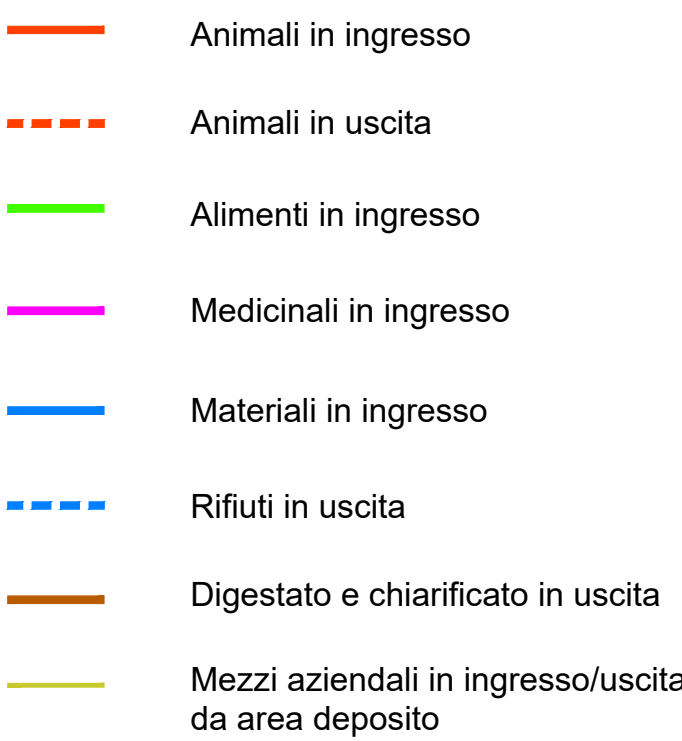 Animali in ingresso
Animali in uscita
Alimenti in ingresso
Medicinali in ingresso
Materiali in ingresso
Rifiuti in uscita
Digestato e chiarificato in uscita
Mezzi aziendali in ingresso/uscita
da area deposito